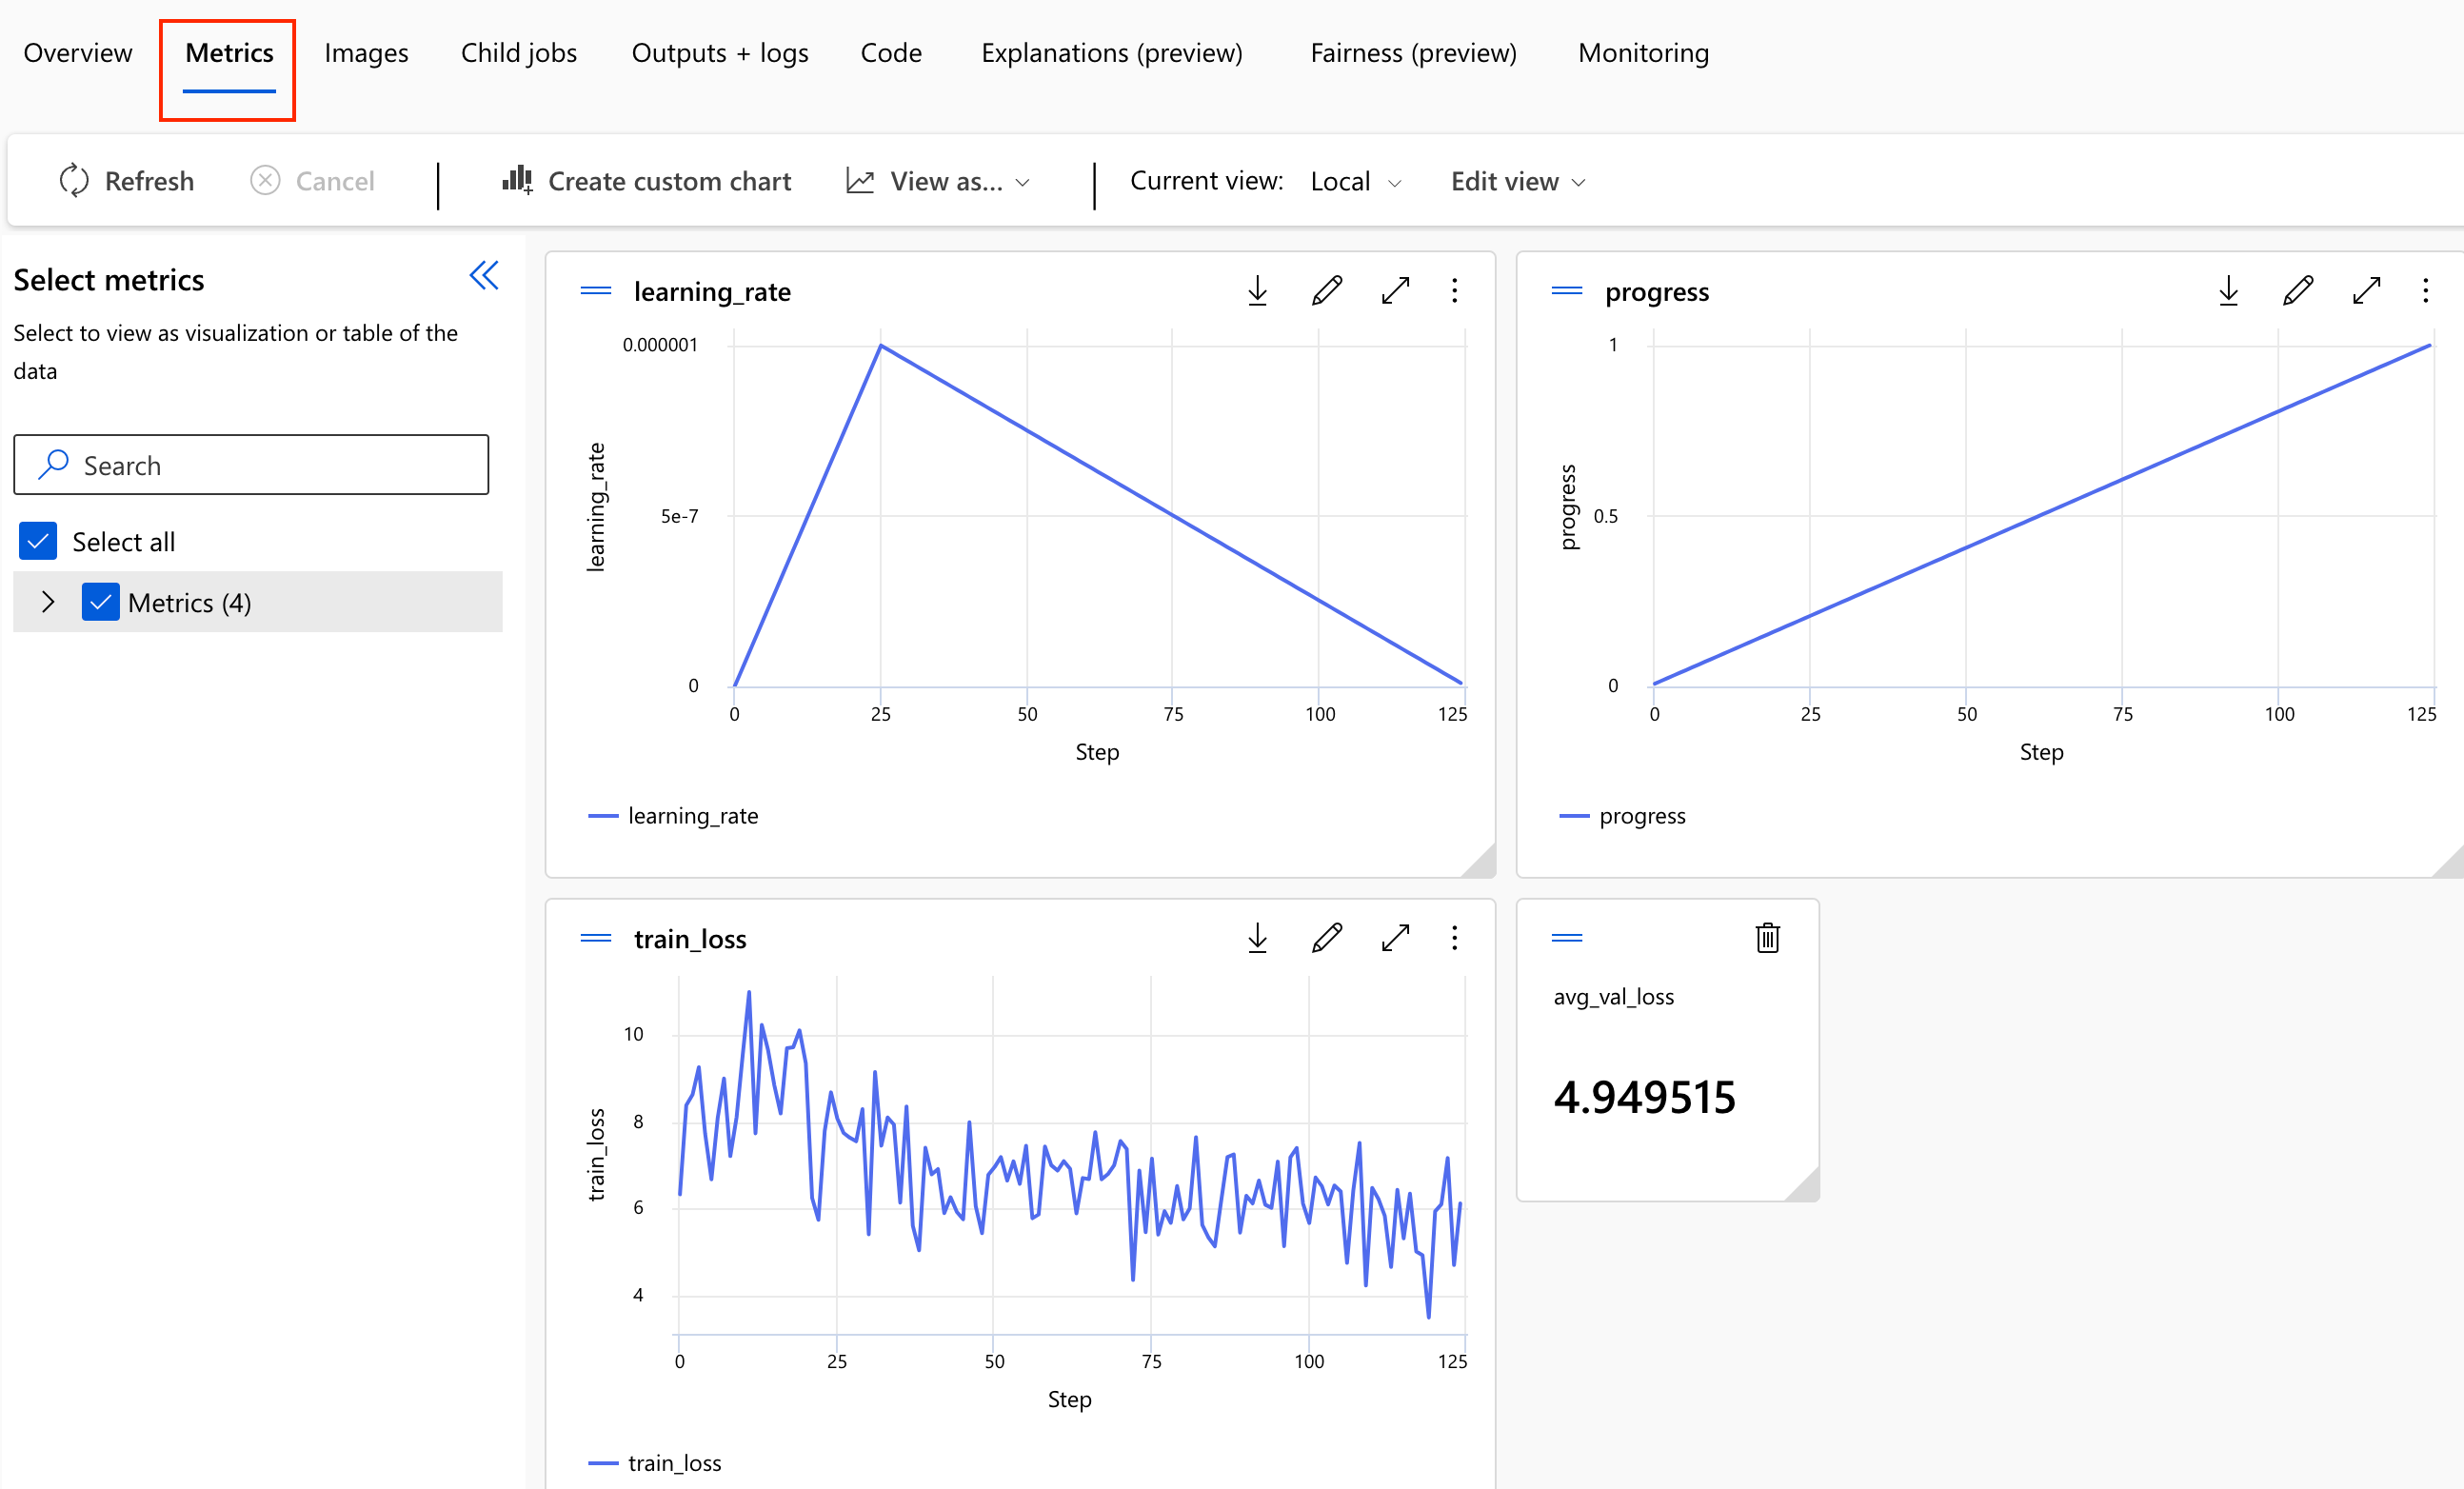 Overview Metrics Images Child jobs Outputs + logs Code Explanations (preview) Fairness (preview) Monitoring
Refresh Cancel Create custom chart View as... Current view: Local Edit view
Select metrics
Select to view as visualization or table of the
data
Search
Select all
Metrics (4)
learning_rate
0.000001
5e-7
0
learning_rate
0 25 50 75 100 125
Step
learning_rate
progress
1
0.5
0
progress
0 25 50 75 100 125
Step
progress
train_loss
10
8
6
4
train_loss
0 25 50 75 100 125
Step
train_loss
avg_val_loss
4.949515